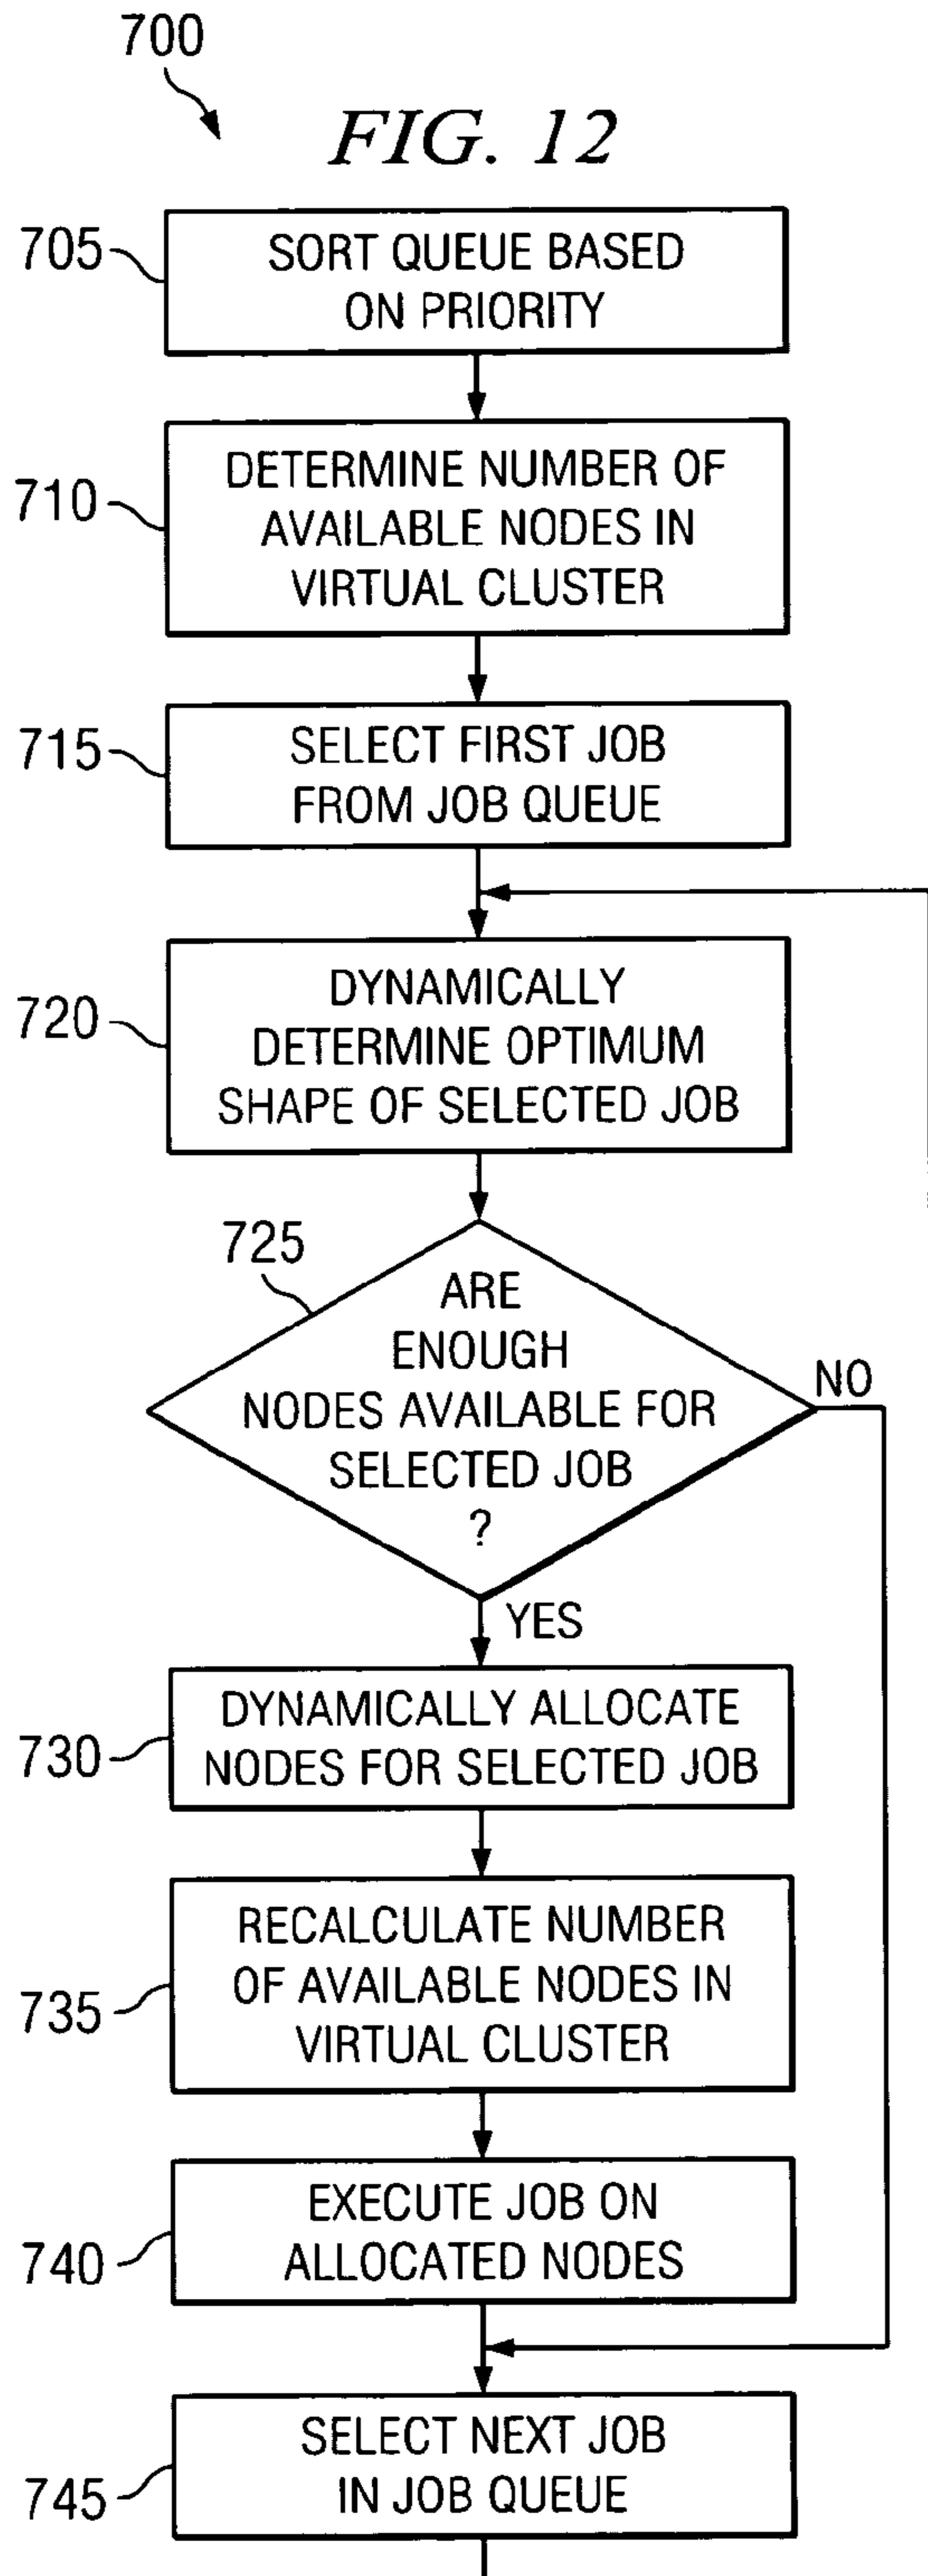 700
FIG. 12
705
SORT QUEUE BASED
ON PRIORITY
710
DETERMINE NUMBER OF
AVAILABLE NODES IN
VIRTUAL CLUSTER
715
SELECT FIRST JOB
FROM JOB QUEUE
720
DYNAMICALLY
DETERMINE OPTIMUM
SHAPE OF SELECTED JOB
725
ARE
ENOUGH
NODES AVAILABLE FOR
SELECTED JOB
?
NO
YES
730
DYNAMICALLY ALLOCATE
NODES FOR SELECTED JOB
735
RECALCULATE NUMBER
OF AVAILABLE NODES IN
VIRTUAL CLUSTER
740
EXECUTE JOB ON
ALLOCATED NODES
745
SELECT NEXT JOB
IN JOB QUEUE